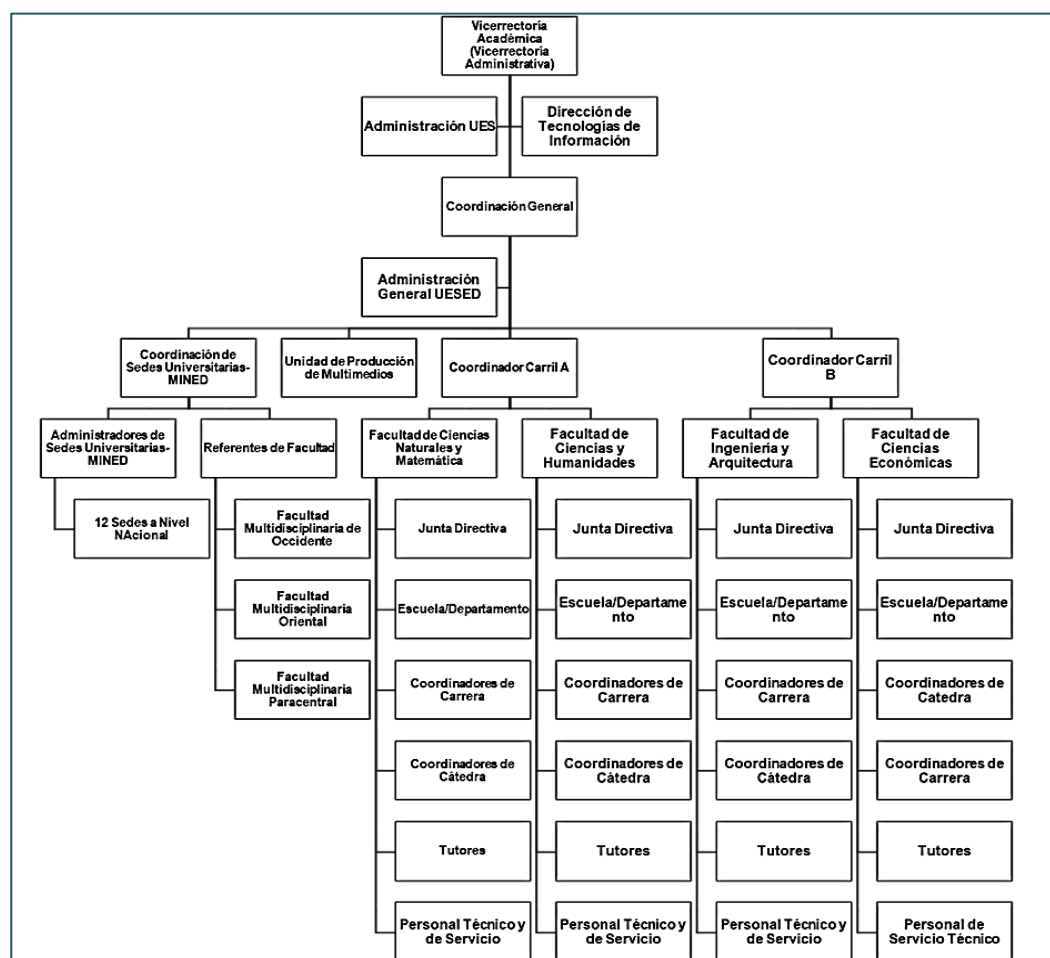 Vicerrectoría
Académica
(Vicerrectoría
Administrativa)
Administración UES
Dirección de
Tecnologías de
Información
Coordinación General
Administración
General UESED
Coordinación de
Sedes Universitarias-
MINED
Unidad de Producción
de Multimedios
Coordinador Carril A
Coordinador Carril
B
Administradores de
Sedes Universitarias-
MINED
Referentes de Facultad
Facultad de Ciencias
Naturales y
Matemática
Facultad de
Ciencias y
Humanidades
Facultad de
Ingeniería y
Arquitectura
Facultad de
Ciencias
Económicas
12 Sedes a Nivel
NAcional
Facultad
Multidisciplinaria de
Occidente
Junta Directiva
Junta Directiva
Junta Directiva
Junta Directiva
Facultad
Multidisciplinaria
Oriental
Escuela/Departamento
Escuela/Departame
nto
Escuela/Departame
nto
Escuela/Departame
nto
Facultad
Multidisciplinaria
Paracentral
Coordinadores de
Carrera
Coordinadores de
Carrera
Coordinadores de
Carrera
Coordinadores de
Catedra
Coordinadores de
Cátedra
Coordinadores de
Cátedra
Coordinadores de
Cátedra
Coordinadores de
Carrera
Tutores
Tutores
Tutores
Tutores
Personal Técnico y
de Servicio
Personal Técnico y
de Servicio
Personal Técnico y
de Servicio
Personal de
Servicio Técnico